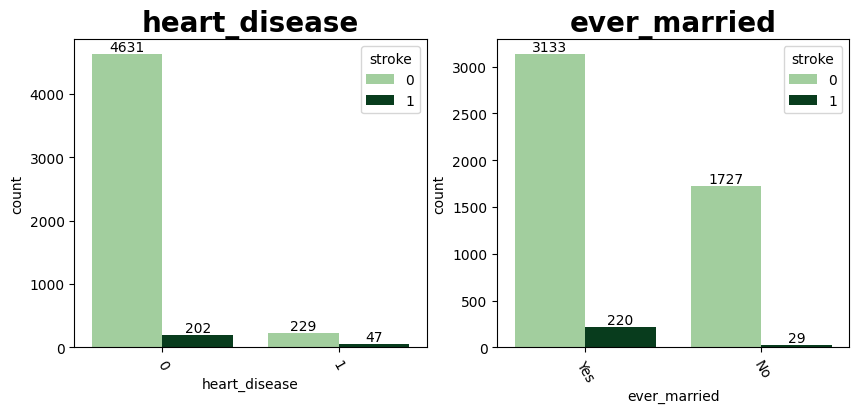 heart_disease
4631
202
229
47
stroke
0
1
4000
3000
2000
1000
0
count
0
1
heart_disease
ever_married
3133
220
1727
29
stroke
0
1
3000
2500
2000
1500
1000
500
0
count
Yes
No
ever_married